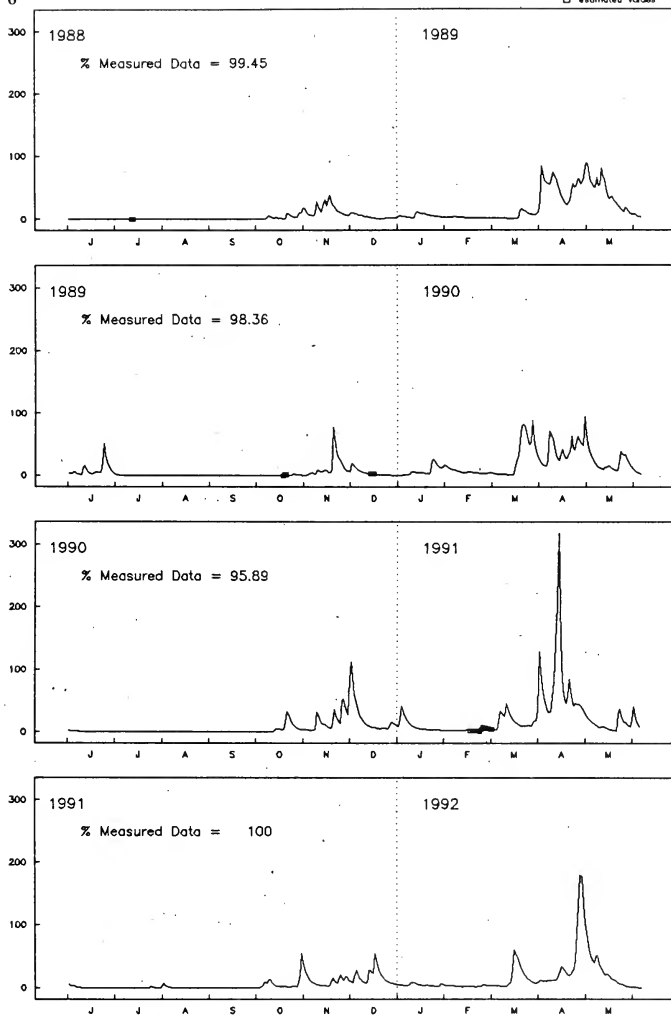 6
□ estimated values
300
1988
1989
% Measured Data = 99.45
200
100
0
J J A S O N D J F M A M
300
1989
1990
% Measured Data = 98.36
200
100
0
J J A S O N D J F M A M
300
1990
1991
% Measured Data = 95.89
200
100
0
J J A S O N D J F M A M
300
1991
1992
% Measured Data = 100
200
100
0
J J A S O N D J F M A M